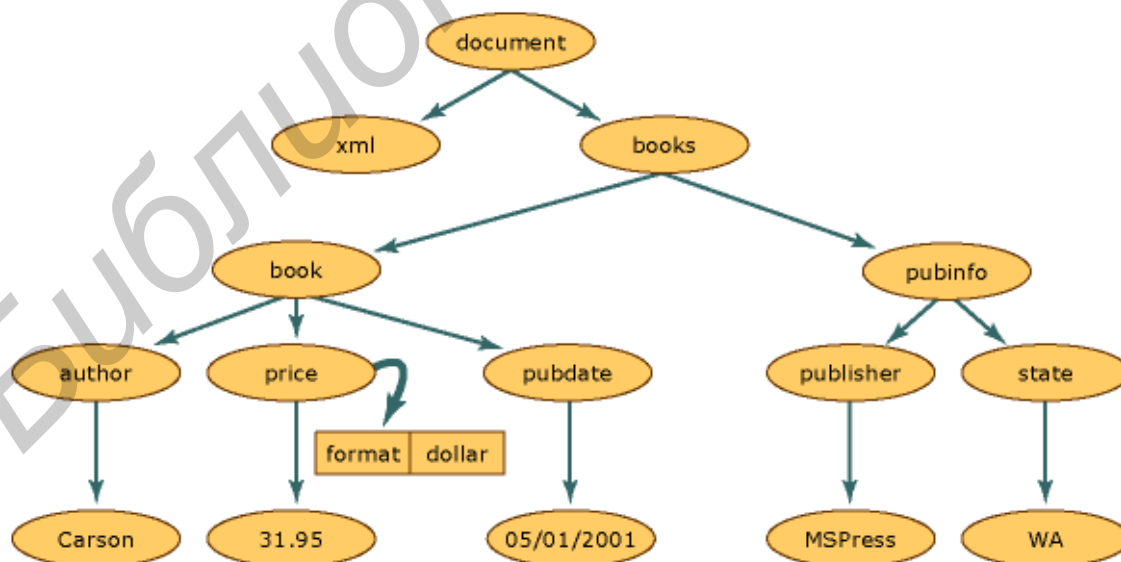 document
xml books
book pubinfo
author price pubdate publisher state
format dollar
Carson 31.95 05/01/2001 MSPress WA